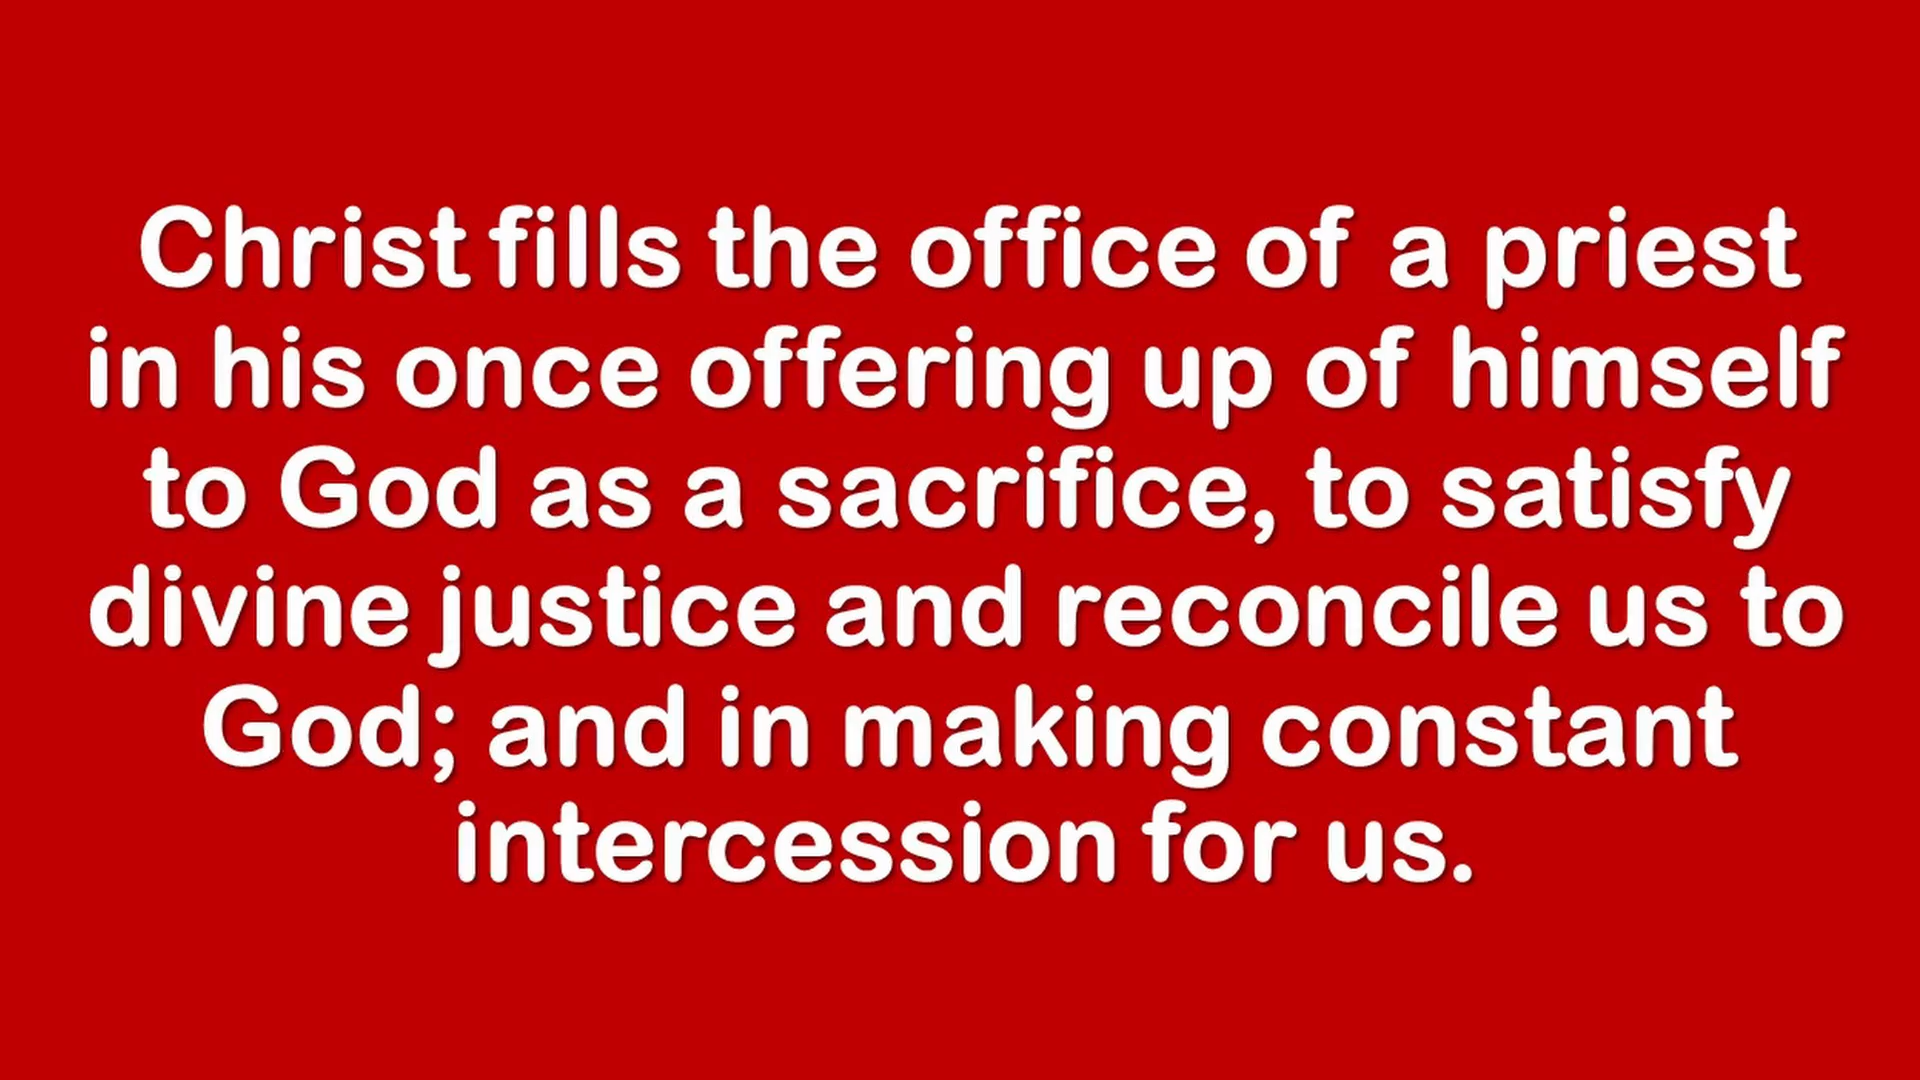 Christ fills the office of a priest
in his once offering up of himself
to God as a sacrifice, to satisfy
divine justice and reconcile us to
God; and in making constant
intercession for us.